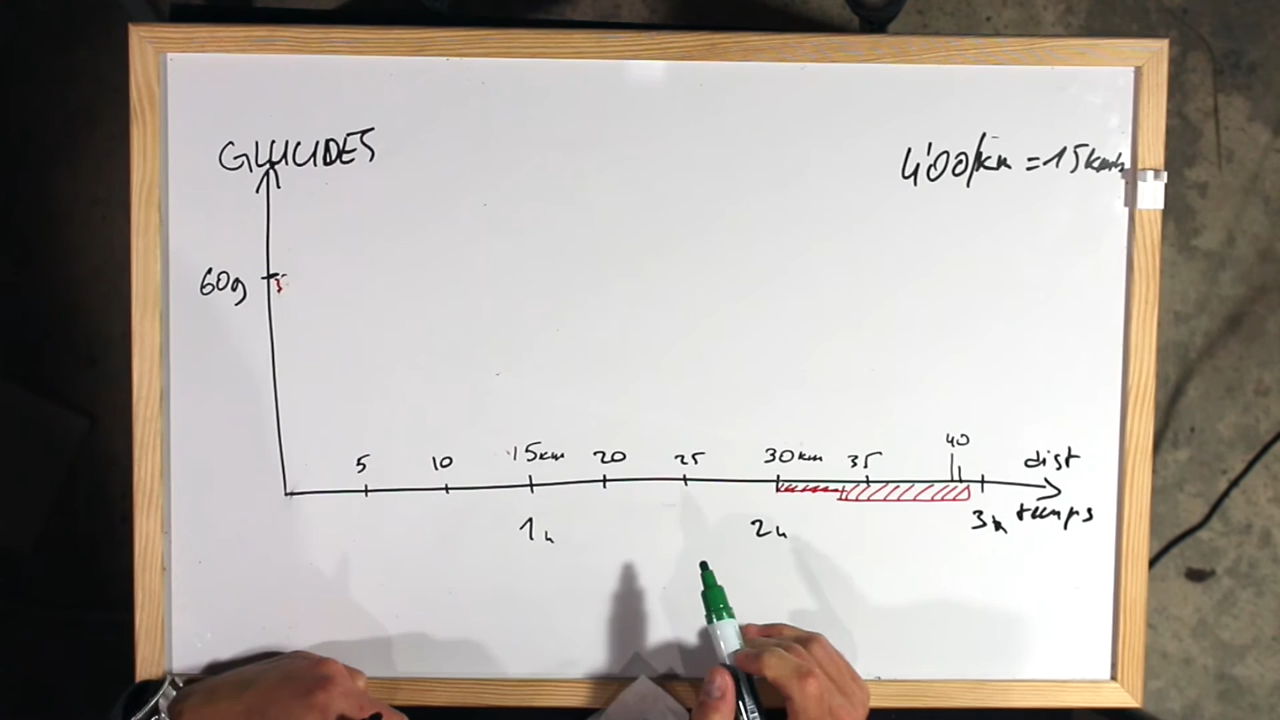 GLUCIDES
4'00/km = 15km/h
60g
5 10 15km 20 25 30km 35 40 dist
1h 2h 3h temps